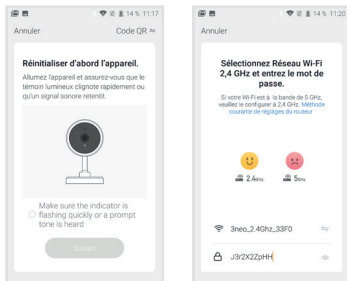 14 % 11:17
Annuler
Code QR
Réinitialiser d'abord l'appareil.
Allumez l'appareil et assurez-vous que le
témoin lumineux clignote rapidement ou
qu'un signal sonore retentit.
Make sure the indicator is
flashing quickly or a prompt
tone is heard
Suivant
14 % 11:20
Annuler
Sélectionnez Réseau Wi-Fi
2,4 GHz et entrez le mot de
passe.
Si votre Wi-Fi est à la bande de 5 GHz,
veuillez le configurer à 2,4 GHz. Méthode
courante de réglages du routeur
2.4GHz
5GHz
3neo_2.4Ghz_33F0
J3r2X2ZpHH